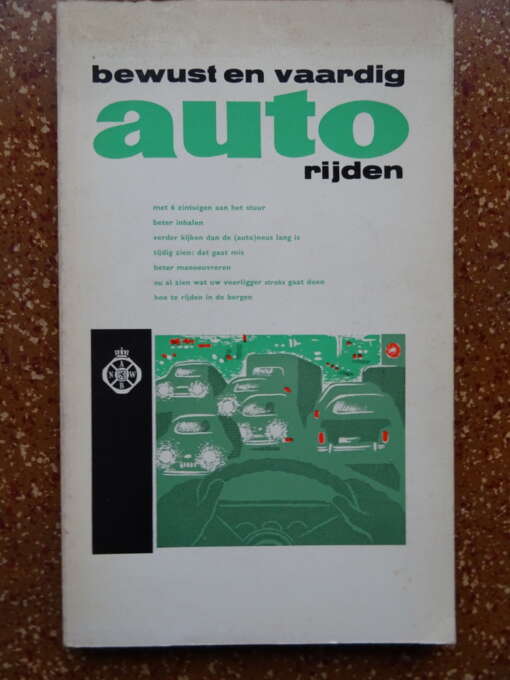 bewust en vaardig
auto
rijden
met 6 zintuigen aan het stuur
beter inhalen
verder kijken dan de (auto)neus lang is
tijdig zien: dat gaat mis
beter manoeuvreren
nu al zien wat uw voorligger straks gaat doen
hoe te rijden in de bergen
A
N W
B